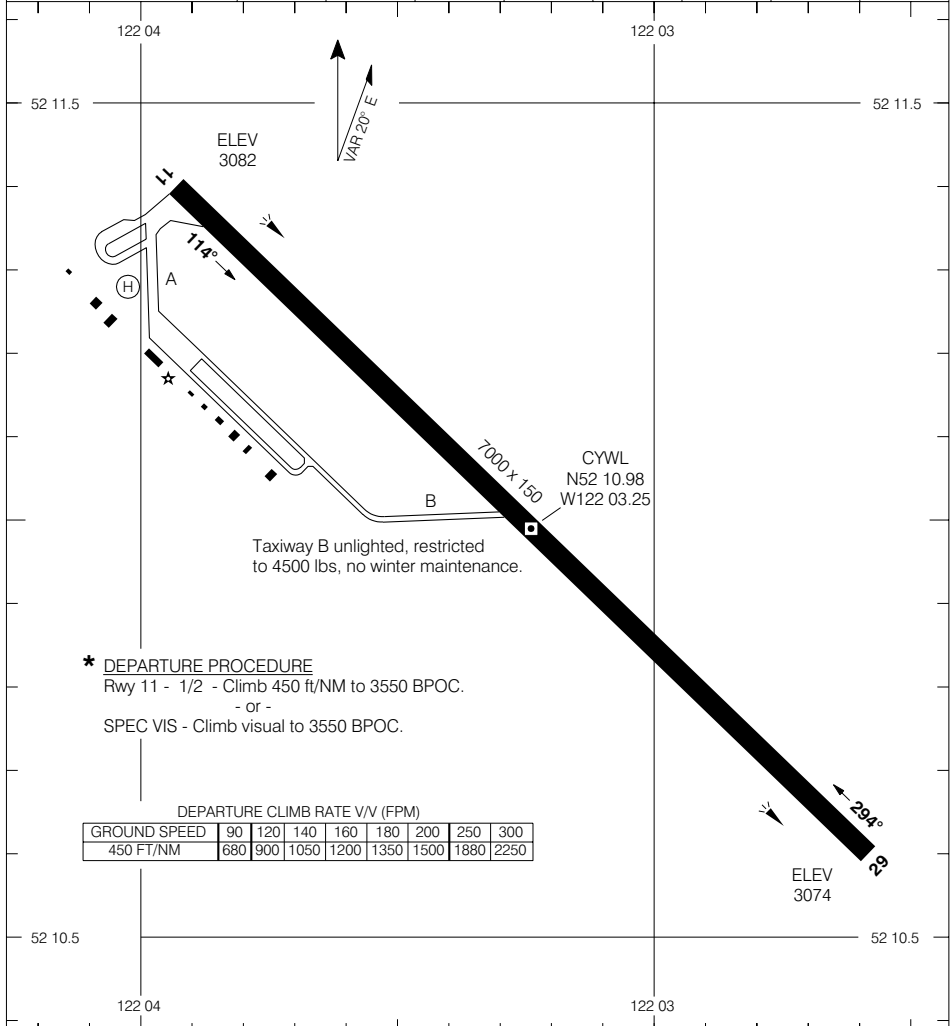 122 04
122 03
52 11.5
52 11.5
VAR 20° E
ELEV
3082
11
114°
H
A
7000 x 150
CYWL
N52 10.98
W122 03.25
B
Taxiway B unlighted, restricted
to 4500 lbs, no winter maintenance.
* DEPARTURE PROCEDURE
Rwy 11 - 1/2 - Climb 450 ft/NM to 3550 BPOC.
- or -
SPEC VIS - Climb visual to 3550 BPOC.
DEPARTURE CLIMB RATE V/V (FPM)
GROUND SPEED 90 120 140 160 180 200 250 300
450 FT/NM 680 900 1050 1200 1350 1500 1880 2250
294°
29
ELEV
3074
52 10.5
52 10.5
122 04
122 03